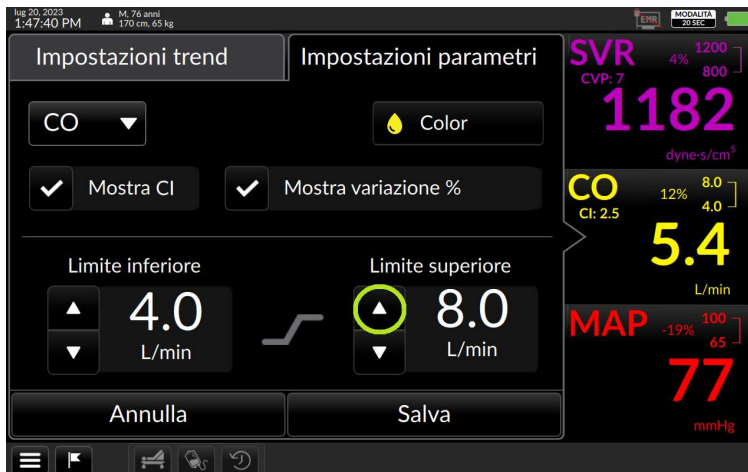 lug 20, 2023
1:47:40 PM
M, 76 anni
170 cm, 65 kg
EMR
MODALITÀ
20 SEC
Impostazioni trend
Impostazioni parametri
CO
Color
Mostra CI
Mostra variazione %
Limite inferiore
4.0
L/min
Limite superiore
8.0
L/min
Annulla
Salva
SVR
CVP: 7
4%
1200
800
1182
dyne·s/cm⁵
CO
CI: 2.5
12%
8.0
4.0
5.4
L/min
MAP
-19%
100
65
77
mmHg